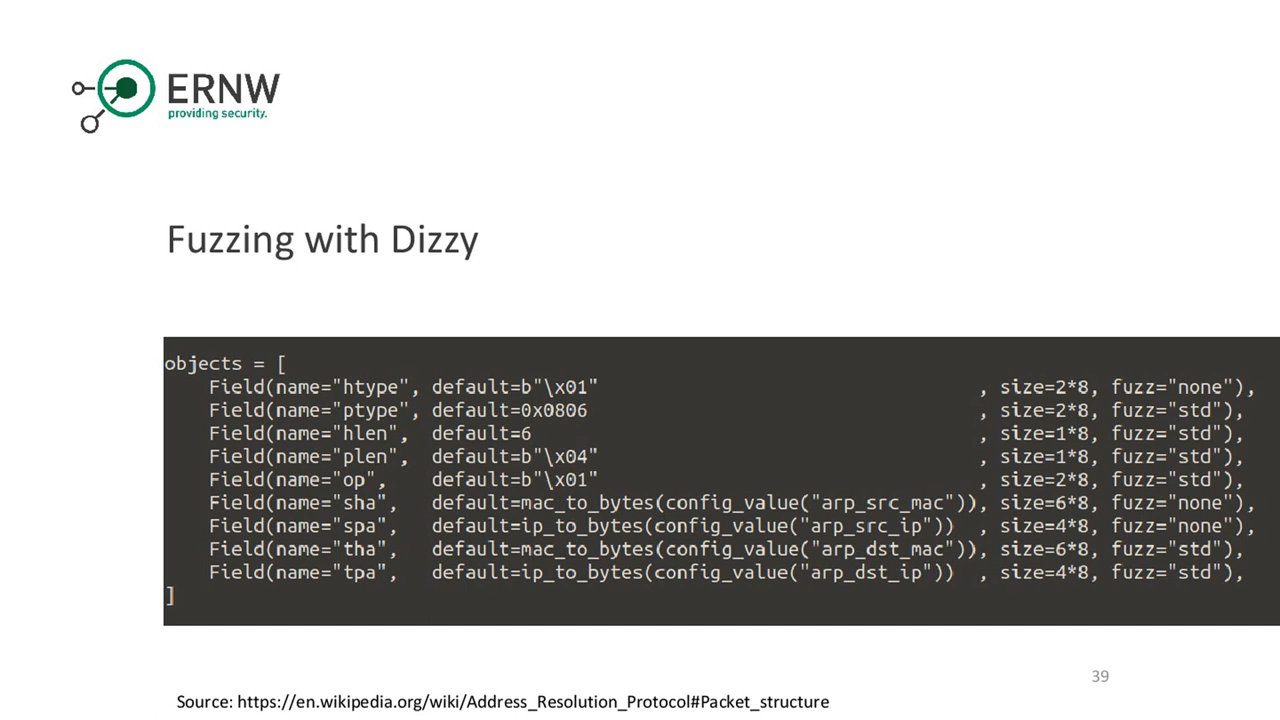 ERNW
providing security.
Fuzzing with Dizzy
objects = [
    Field(name="htype", default=b"\x01"                                  , size=2*8, fuzz="none"),
    Field(name="ptype", default=0x0806                                   , size=2*8, fuzz="std"),
    Field(name="hlen",  default=6                                        , size=1*8, fuzz="std"),
    Field(name="plen",  default=b"\x04"                                  , size=1*8, fuzz="std"),
    Field(name="op",    default=b"\x01"                                  , size=2*8, fuzz="std"),
    Field(name="sha",   default=mac_to_bytes(config_value("arp_src_mac")), size=6*8, fuzz="none"),
    Field(name="spa",   default=ip_to_bytes(config_value("arp_src_ip"))  , size=4*8, fuzz="none"),
    Field(name="tha",   default=mac_to_bytes(config_value("arp_dst_mac")), size=6*8, fuzz="std"),
    Field(name="tpa",   default=ip_to_bytes(config_value("arp_dst_ip"))  , size=4*8, fuzz="std"),
]
39
Source: https://en.wikipedia.org/wiki/Address_Resolution_Protocol#Packet_structure